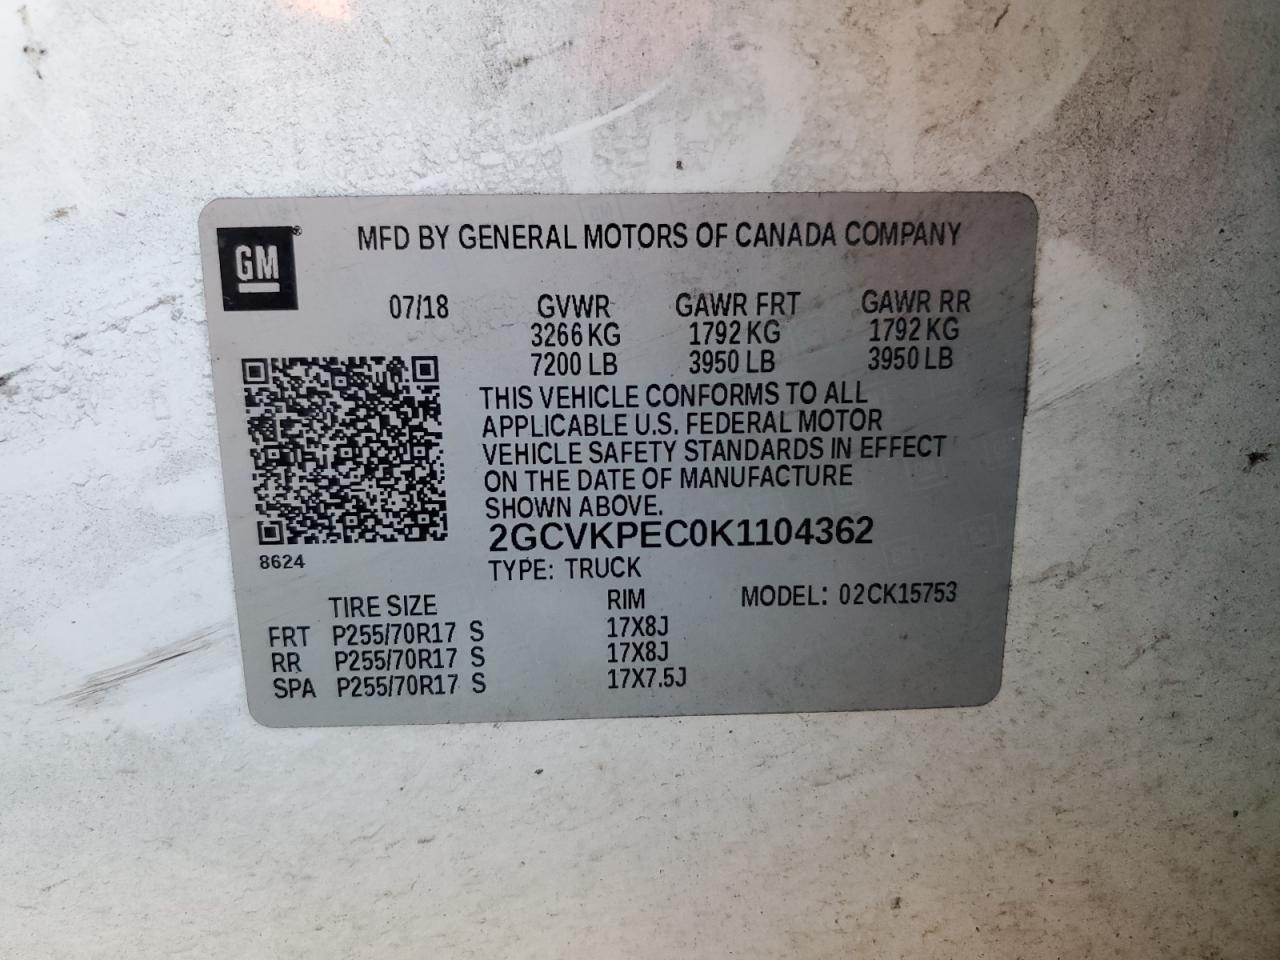 GM®
MFD BY GENERAL MOTORS OF CANADA COMPANY
07/18 GVWR GAWR FRT GAWR RR
3266 KG 1792 KG 1792 KG
7200 LB 3950 LB 3950 LB
THIS VEHICLE CONFORMS TO ALL
APPLICABLE U.S. FEDERAL MOTOR
VEHICLE SAFETY STANDARDS IN EFFECT
ON THE DATE OF MANUFACTURE
SHOWN ABOVE.
2GCVKPEC0K1104362
8624
TYPE: TRUCK
TIRE SIZE RIM MODEL: 02CK15753
FRT P255/70R17 S 17X8J
RR P255/70R17 S 17X8J
SPA P255/70R17 S 17X7.5J